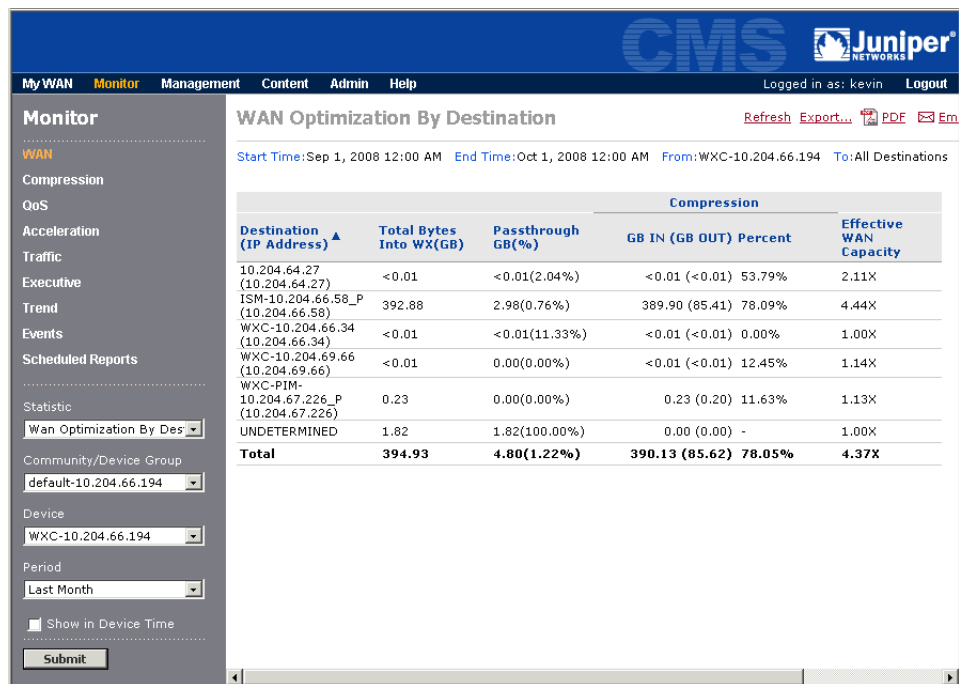 CMS
Juniper®
NETWORKS
My WAN Monitor Management Content Admin Help Logged in as: kevin Logout
Monitor
WAN
Compression
QoS
Acceleration
Traffic
Executive
Trend
Events
Scheduled Reports
Statistic
Wan Optimization By Des
Community/Device Group
default-10.204.66.194
Device
WXC-10.204.66.194
Period
Last Month
Show in Device Time
Submit
WAN Optimization By Destination
Refresh Export... PDF Em
Start Time:Sep 1, 2008 12:00 AM End Time:Oct 1, 2008 12:00 AM From:WXC-10.204.66.194 To:All Destinations
Compression
Destination (IP Address) ▲ Total Bytes Into WX(GB) Passthrough GB(%) GB IN (GB OUT) Percent Effective WAN Capacity
10.204.64.27
(10.204.64.27) <0.01 <0.01(2.04%) <0.01 (<0.01) 53.79% 2.11X
ISM-10.204.66.58_P
(10.204.66.58) 392.88 2.98(0.76%) 389.90 (85.41) 78.09% 4.44X
WXC-10.204.66.34
(10.204.66.34) <0.01 <0.01(11.33%) <0.01 (<0.01) 0.00% 1.00X
WXC-10.204.69.66
(10.204.69.66) <0.01 0.00(0.00%) <0.01 (<0.01) 12.45% 1.14X
WXC-PIM-
10.204.67.226_P
(10.204.67.226) 0.23 0.00(0.00%) 0.23 (0.20) 11.63% 1.13X
UNDETERMINED 1.82 1.82(100.00%) 0.00 (0.00) - 1.00X
Total 394.93 4.80(1.22%) 390.13 (85.62) 78.05% 4.37X